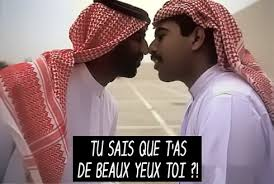 TU SAIS QUE T'AS
DE BEAUX YEUX TOI ?!